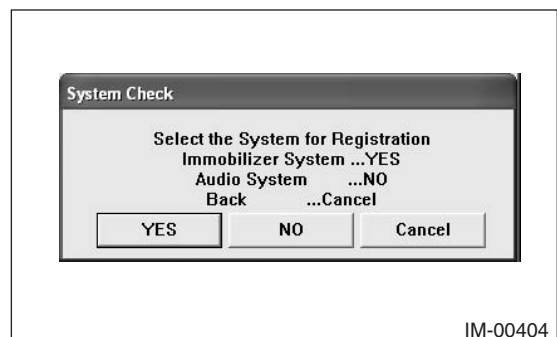 System Check
Select the System for Registration
Immobilizer System ...YES
Audio System ...NO
Back ...Cancel
YES NO Cancel
IM-00404